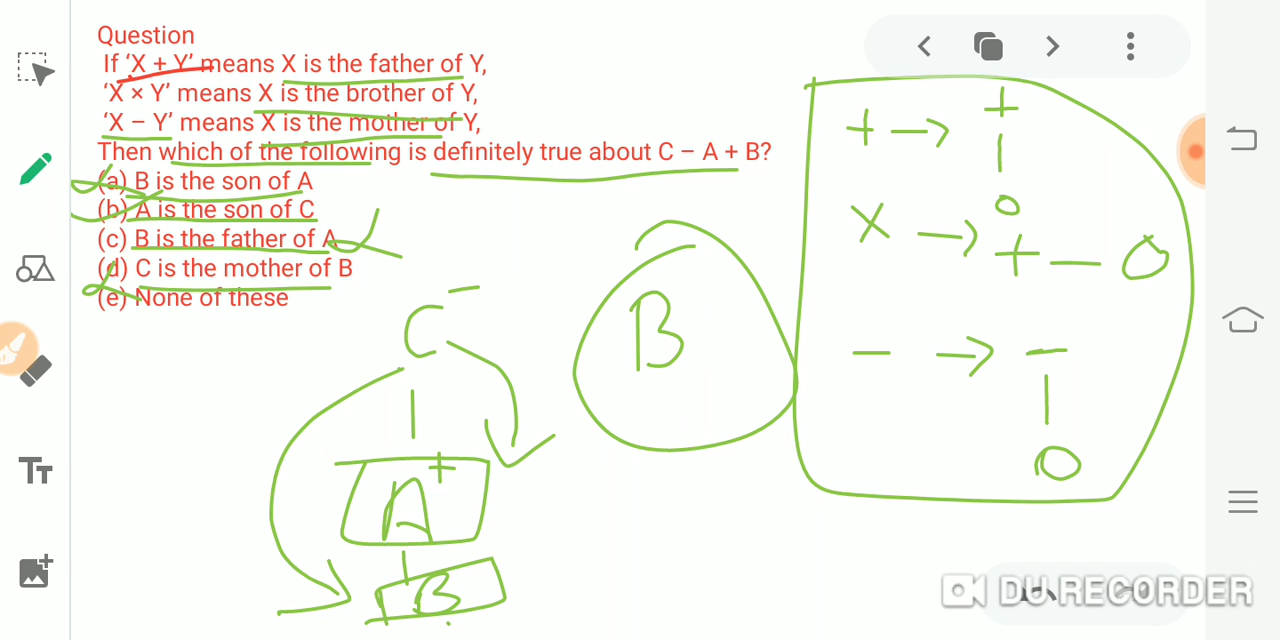 Question
If ‘X + Y’ means X is the father of Y,
‘X × Y’ means X is the brother of Y,
‘X – Y’ means X is the mother of Y,
Then which of the following is definitely true about C – A + B?
(a) B is the son of A
(b) A is the son of C
(c) B is the father of A
(d) C is the mother of B
(e) None of these
+ → +
|
o
× → + — O
– → –
|
O
B
C –
|
A +
|
B
Tт
DU RECORDER